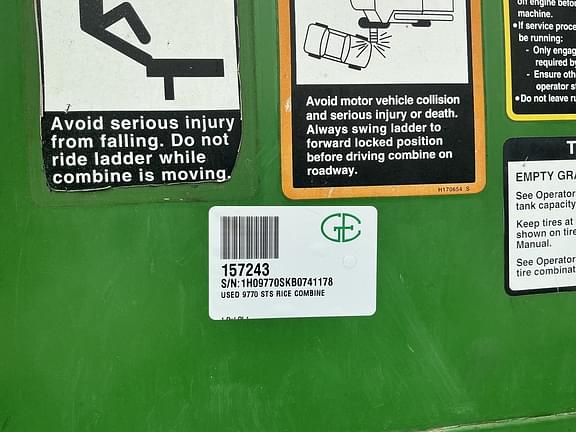 Avoid serious injury
from falling. Do not
ride ladder while
combine is moving.
Avoid motor vehicle collision
and serious injury or death.
Always swing ladder to
forward locked position
before driving combine on
roadway.
H170654 S
off engine before
machine.
•If service proce
be running:
- Only engag
required by
- Ensure oth
operator st
•Do not leave ru
EMPTY GRA
See Operator
tank capacity
Keep tires at
shown on tire
Manual.
See Operator
tire combinat
157243
S/N:1H09770SKB0741178
USED 9770 STS RICE COMBINE